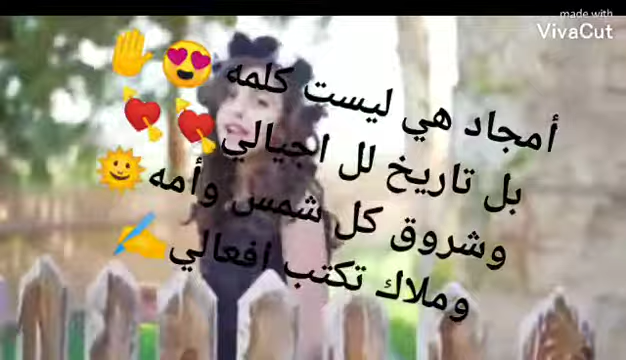 made with
VivaCut
أمجاد هي ليست كلمه 😍✋
بل تاريخ لل اجيالي 💘💘
وشروق كل شمس وأمه 🌞
وملاك تكتب افعالي ✍